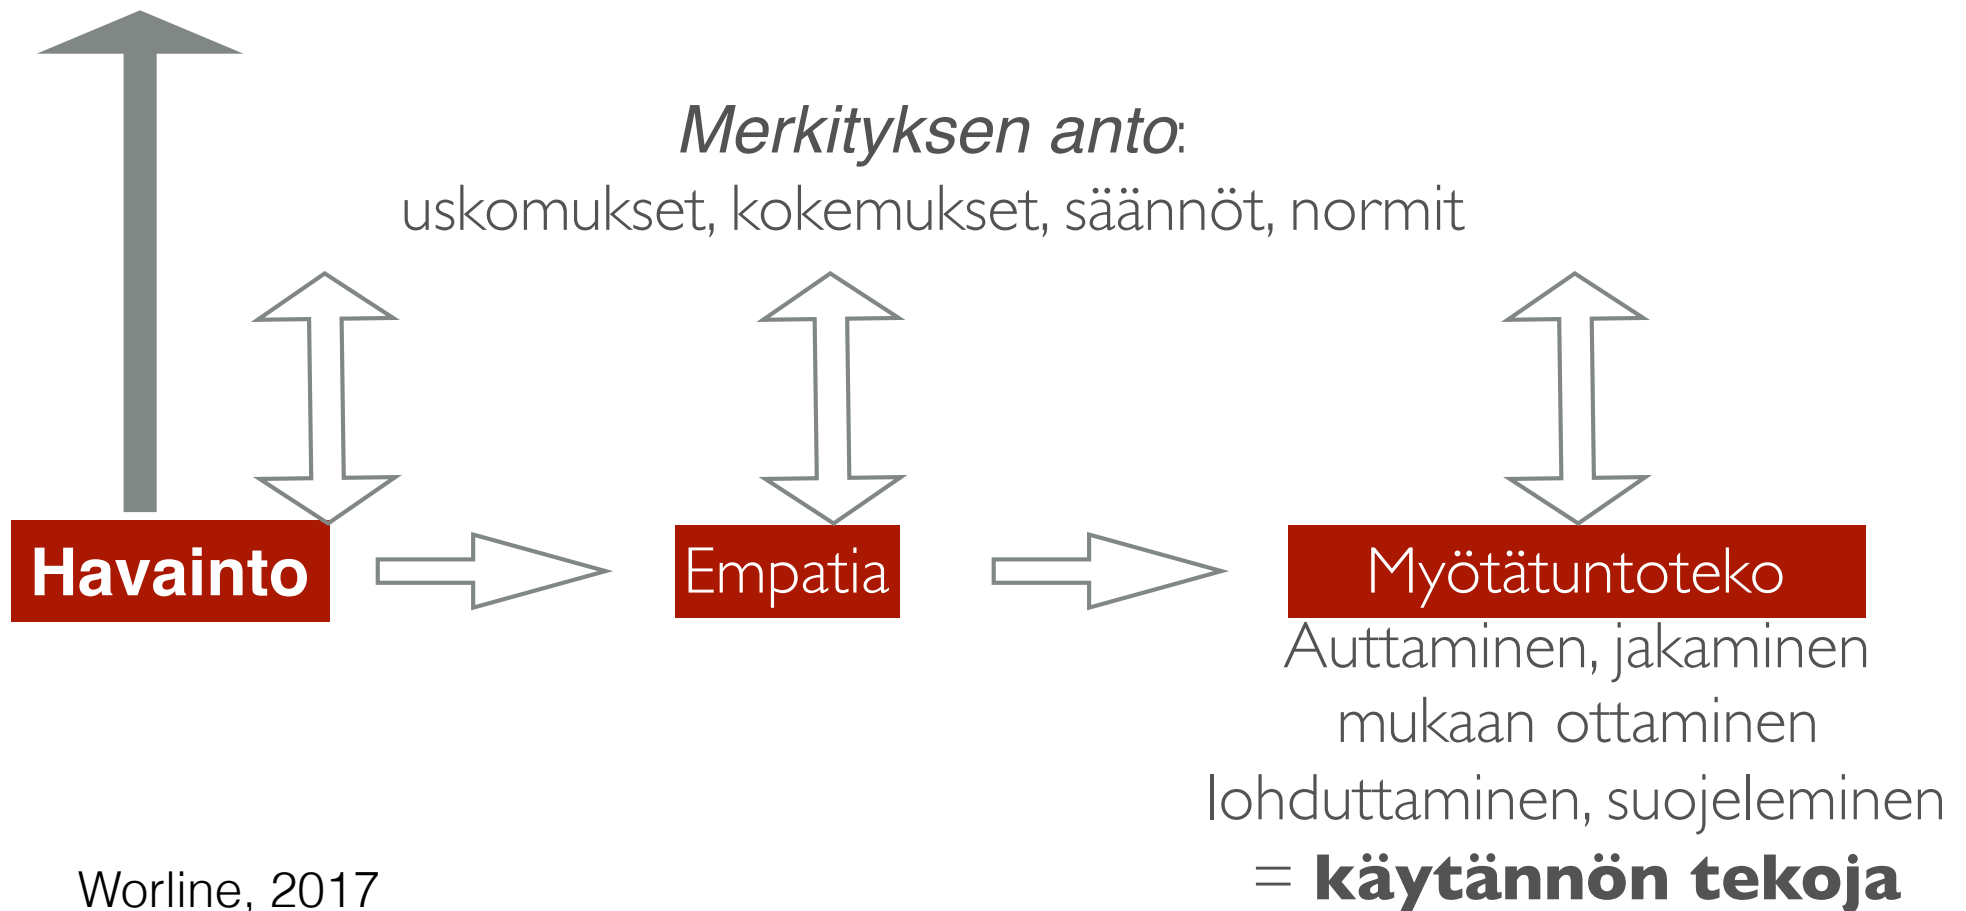 Merkityksen anto:
uskomukset, kokemukset, säännöt, normit
Havainto
Empatia
Myötätuntoteko
Auttaminen, jakaminen
mukaan ottaminen
lohduttaminen, suojeleminen
= käytännön tekoja
Worline, 2017